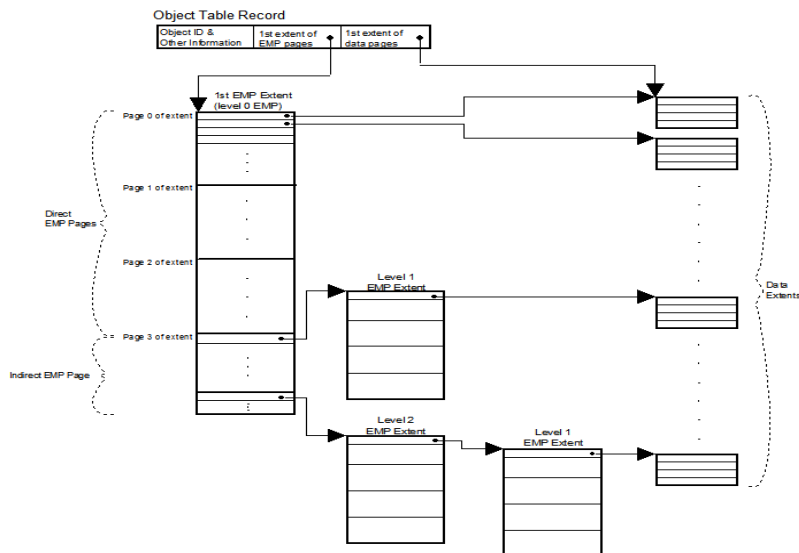 Object Table Record
Object ID &
Other Information
1st extent of
EMP pages
1st extent of
data pages
1st EMP Extent
(level 0 EMP)
Page 0 of extent
Page 1 of extent
Direct
EMP Pages
Page 2 of extent
Level 1
EMP Extent
Data
Extents
Page 3 of extent
Indirect EMP Page
Level 2
EMP Extent
Level 1
EMP Extent